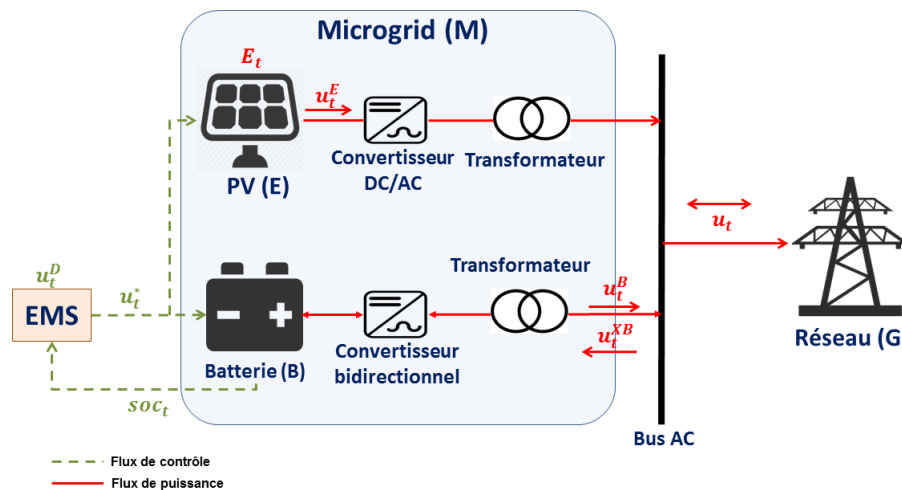 Microgrid (M)
E_t
u_t^E
Convertisseur
DC/AC
Transformateur
PV (E)
Transformateur
u_t
u_t^D
u_t^*
EMS
u_t^B
u_t^{XB}
Batterie (B)
Convertisseur
bidirectionnel
Réseau (G
soc_t
Bus AC
Flux de contrôle
Flux de puissance